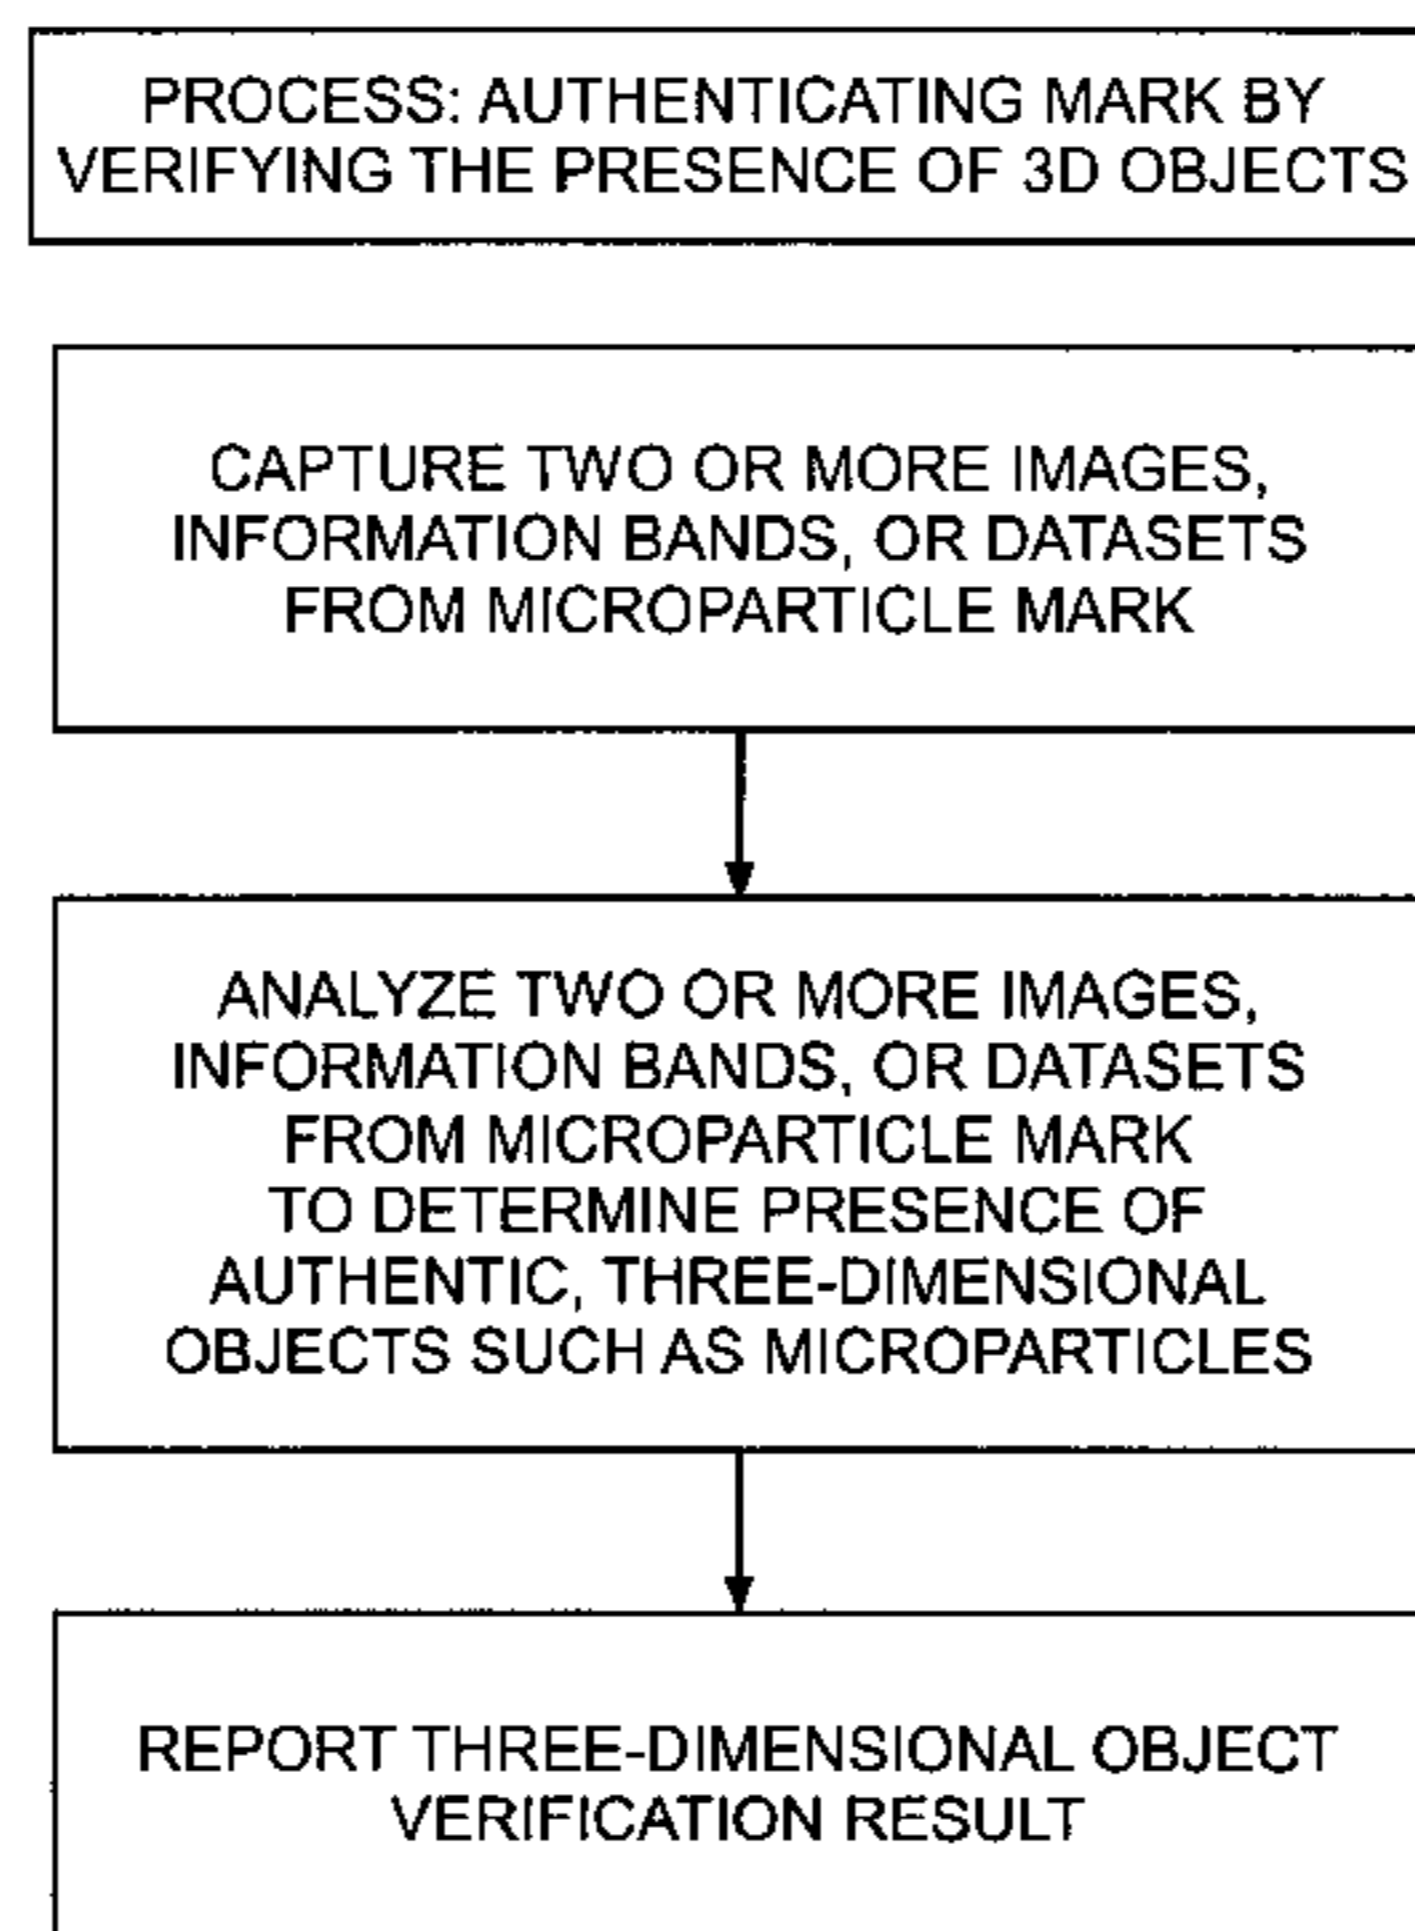 PROCESS: AUTHENTICATING MARK BY
VERIFYING THE PRESENCE OF 3D OBJECTS
CAPTURE TWO OR MORE IMAGES,
INFORMATION BANDS, OR DATASETS
FROM MICROPARTICLE MARK
ANALYZE TWO OR MORE IMAGES,
INFORMATION BANDS, OR DATASETS
FROM MICROPARTICLE MARK
TO DETERMINE PRESENCE OF
AUTHENTIC, THREE-DIMENSIONAL
OBJECTS SUCH AS MICROPARTICLES
REPORT THREE-DIMENSIONAL OBJECT
VERIFICATION RESULT